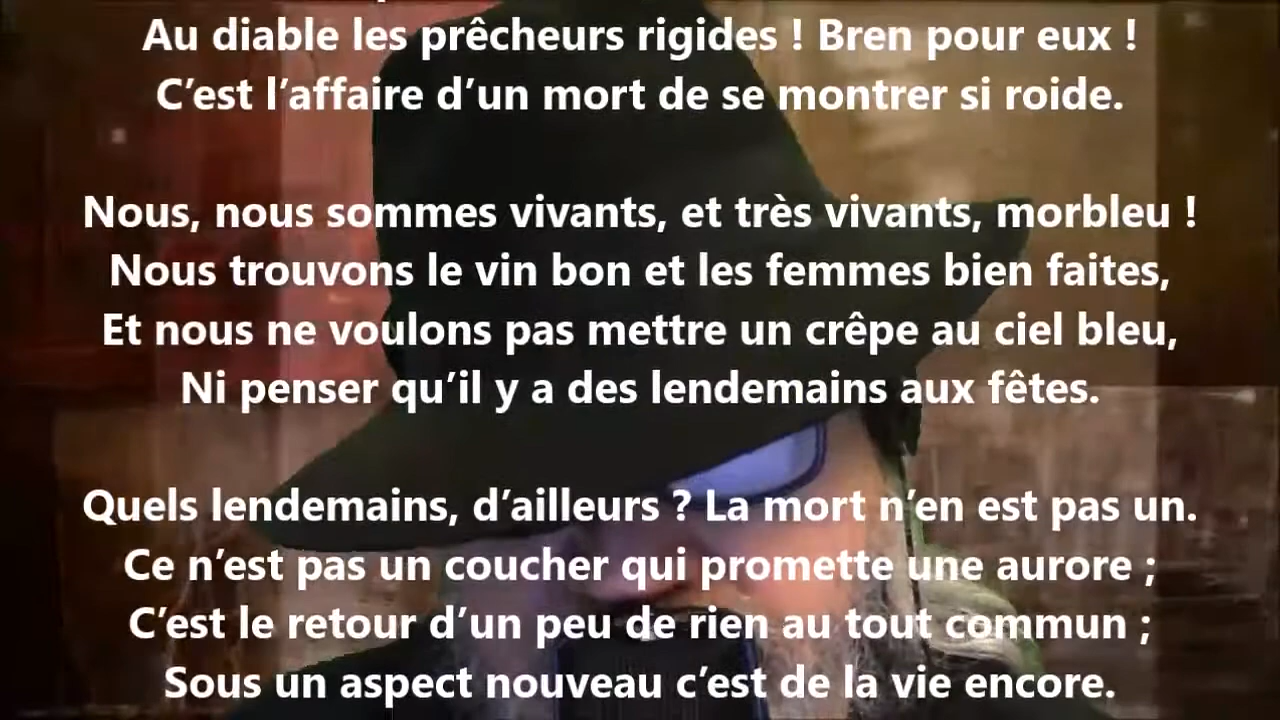 Au diable les prêcheurs rigides ! Bren pour eux !
C’est l’affaire d’un mort de se montrer si roide.
Nous, nous sommes vivants, et très vivants, morbleu !
Nous trouvons le vin bon et les femmes bien faites,
Et nous ne voulons pas mettre un crêpe au ciel bleu,
Ni penser qu’il y a des lendemains aux fêtes.
Quels lendemains, d’ailleurs ? La mort n’en est pas un.
Ce n’est pas un coucher qui promette une aurore ;
C’est le retour d’un peu de rien au tout commun ;
Sous un aspect nouveau c’est de la vie encore.